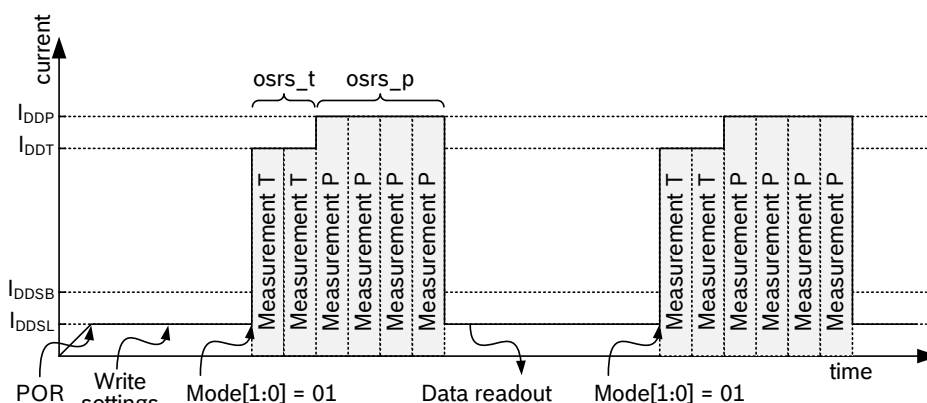 current
osrs_t osrs_p
IDDP
IDDT
IDDSB
IDDSL
Measurement T
Measurement T
Measurement P
Measurement P
Measurement P
Measurement P
Measurement T
Measurement T
Measurement P
Measurement P
Measurement P
Measurement P
time
POR
Write
settings
Mode[1:0] = 01
Data readout
Mode[1:0] = 01